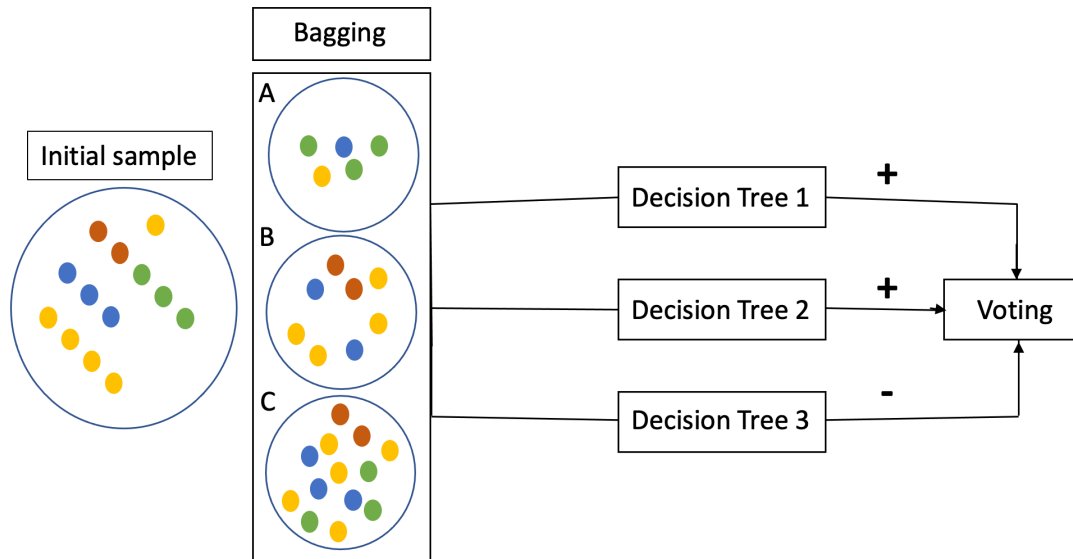 Bagging
Initial sample
A
B
C
Decision Tree 1
+
Decision Tree 2
+
Decision Tree 3
-
Voting